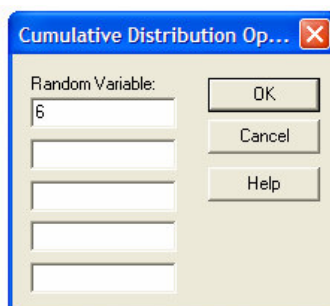 Cumulative Distribution Op...
Random Variable:
6
OK
Cancel
Help